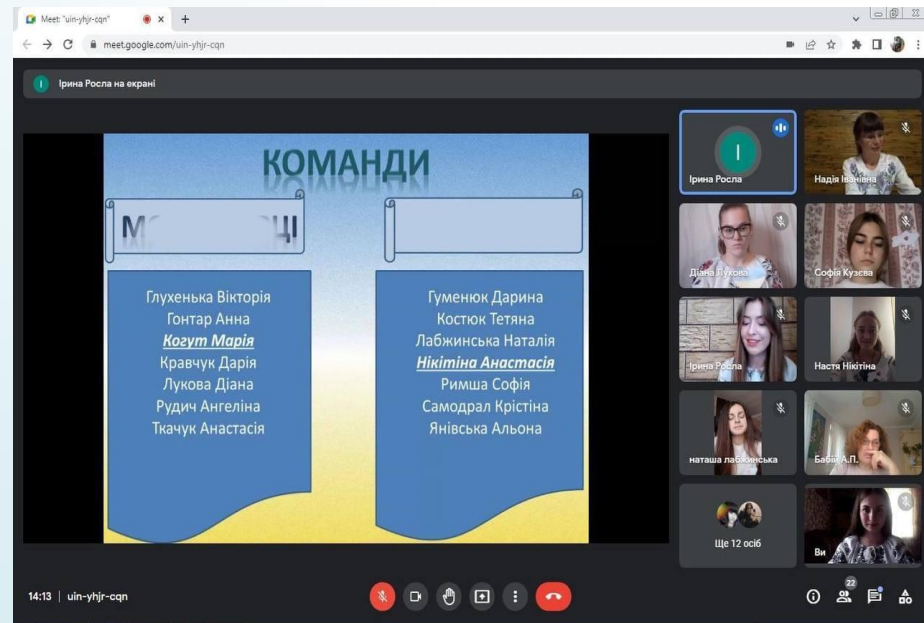 Meet: "uin-yhjr-cqn"
meet.google.com/uin-yhjr-cqn
І
Ірина Росла на екрані
КОМАНДИ
Глухенька Вікторія
Гонтар Анна
Когут Марія
Кравчук Дарія
Лукова Діана
Рудич Ангеліна
Ткачук Анастасія
Гуменюк Дарина
Костюк Тетяна
Лабжинська Наталія
Нікітіна Анастасія
Римша Софія
Самодрал Крістіна
Янівська Альона
І
Ірина Росла
Надія Іванівна
Діана Лукова
Софія Кузєва
Ірина Росла
Настя Нікітіна
наташа лабжинська
Бабій А.П.
Ще 12 осіб
Ви
14:13 | uin-yhjr-cqn
22